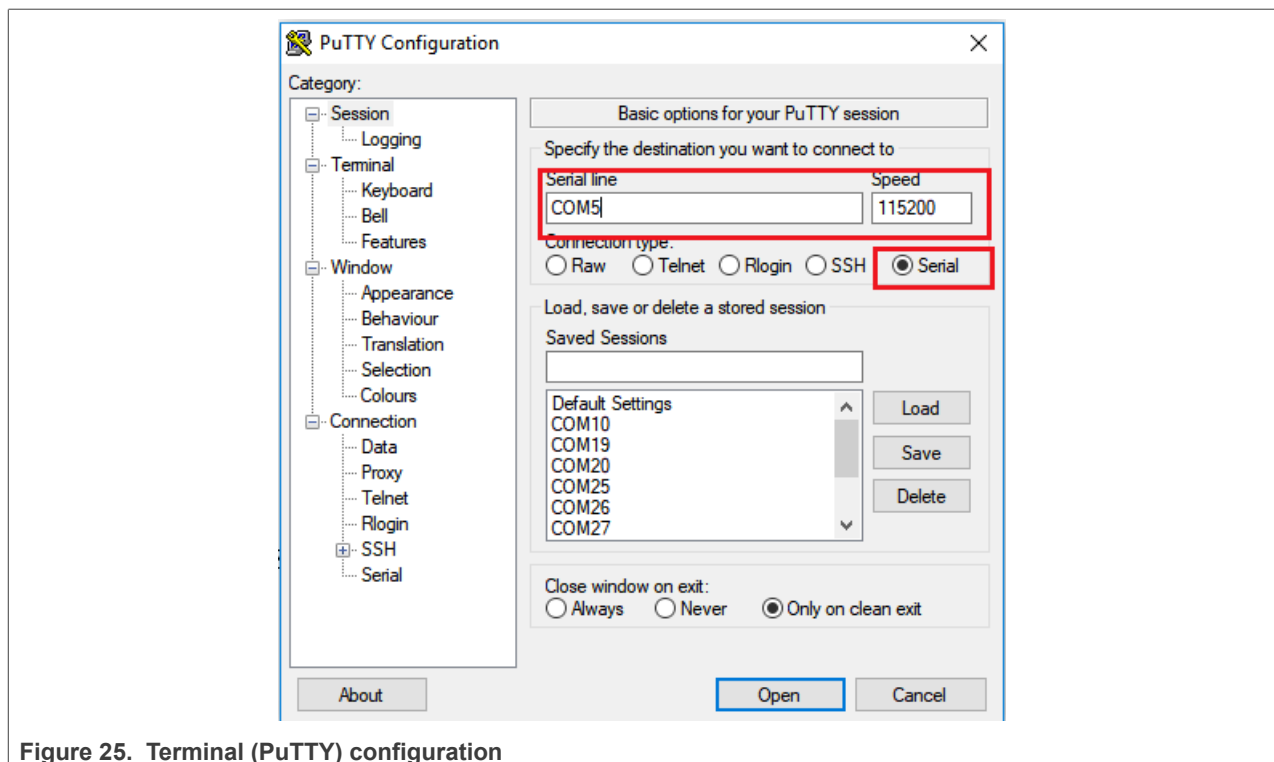 PuTTY Configuration
Category:
Session
Logging
Terminal
Keyboard
Bell
Features
Window
Appearance
Behaviour
Translation
Selection
Colours
Connection
Data
Proxy
Telnet
Rlogin
SSH
Serial
Basic options for your PuTTY session
Specify the destination you want to connect to
Serial line Speed
COM5 115200
Connection type:
Raw Telnet Rlogin SSH Serial
Load, save or delete a stored session
Saved Sessions
Default Settings
COM10
COM19
COM20
COM25
COM26
COM27
Load
Save
Delete
Close window on exit:
Always Never Only on clean exit
About Open Cancel
Figure 25. Terminal (PuTTY) configuration